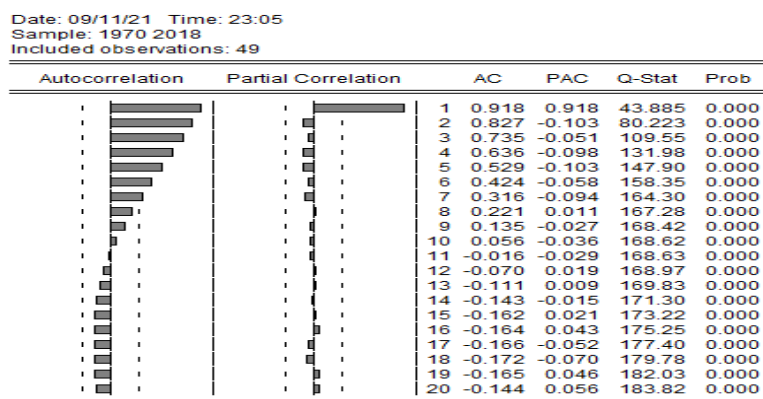 Date: 09/11/21 Time: 23:05
Sample: 1970 2018
Included observations: 49
Autocorrelation Partial Correlation AC PAC Q-Stat Prob
1 0.918 0.918 43.885 0.000
2 0.827 -0.103 80.223 0.000
3 0.735 -0.051 109.55 0.000
4 0.636 -0.098 131.98 0.000
5 0.529 -0.103 147.90 0.000
6 0.424 -0.058 158.35 0.000
7 0.316 -0.094 164.30 0.000
8 0.221 0.011 167.28 0.000
9 0.135 -0.027 168.42 0.000
10 0.056 -0.036 168.62 0.000
11 -0.016 -0.029 168.63 0.000
12 -0.070 0.019 168.97 0.000
13 -0.111 0.009 169.83 0.000
14 -0.143 -0.015 171.30 0.000
15 -0.162 0.021 173.22 0.000
16 -0.164 0.043 175.25 0.000
17 -0.166 -0.052 177.40 0.000
18 -0.172 -0.070 179.78 0.000
19 -0.165 0.046 182.03 0.000
20 -0.144 0.056 183.82 0.000